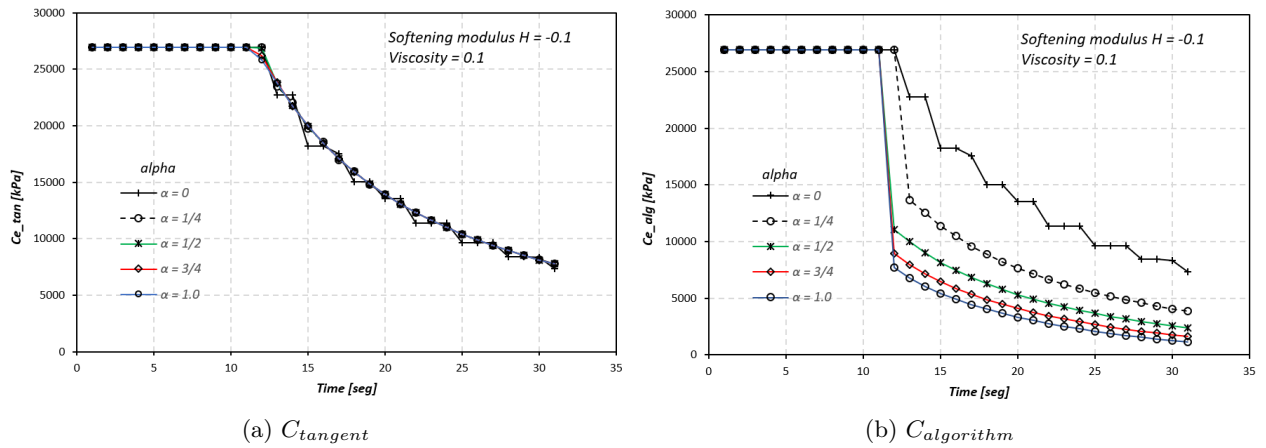 30000
25000
20000
15000
10000
5000
0
Ce_tan [kPa]
Softening modulus H = -0.1
Viscosity = 0.1
alpha
α = 0
α = 1/4
α = 1/2
α = 3/4
α = 1.0
0 5 10 15 20 25 30 35
Time [seg]
(a) C_tangent
30000
25000
20000
15000
10000
5000
0
Ce_alg [kPa]
Softening modulus H = -0.1
Viscosity = 0.1
alpha
α = 0
α = 1/4
α = 1/2
α = 3/4
α = 1.0
0 5 10 15 20 25 30 35
Time [seg]
(b) C_algorithm